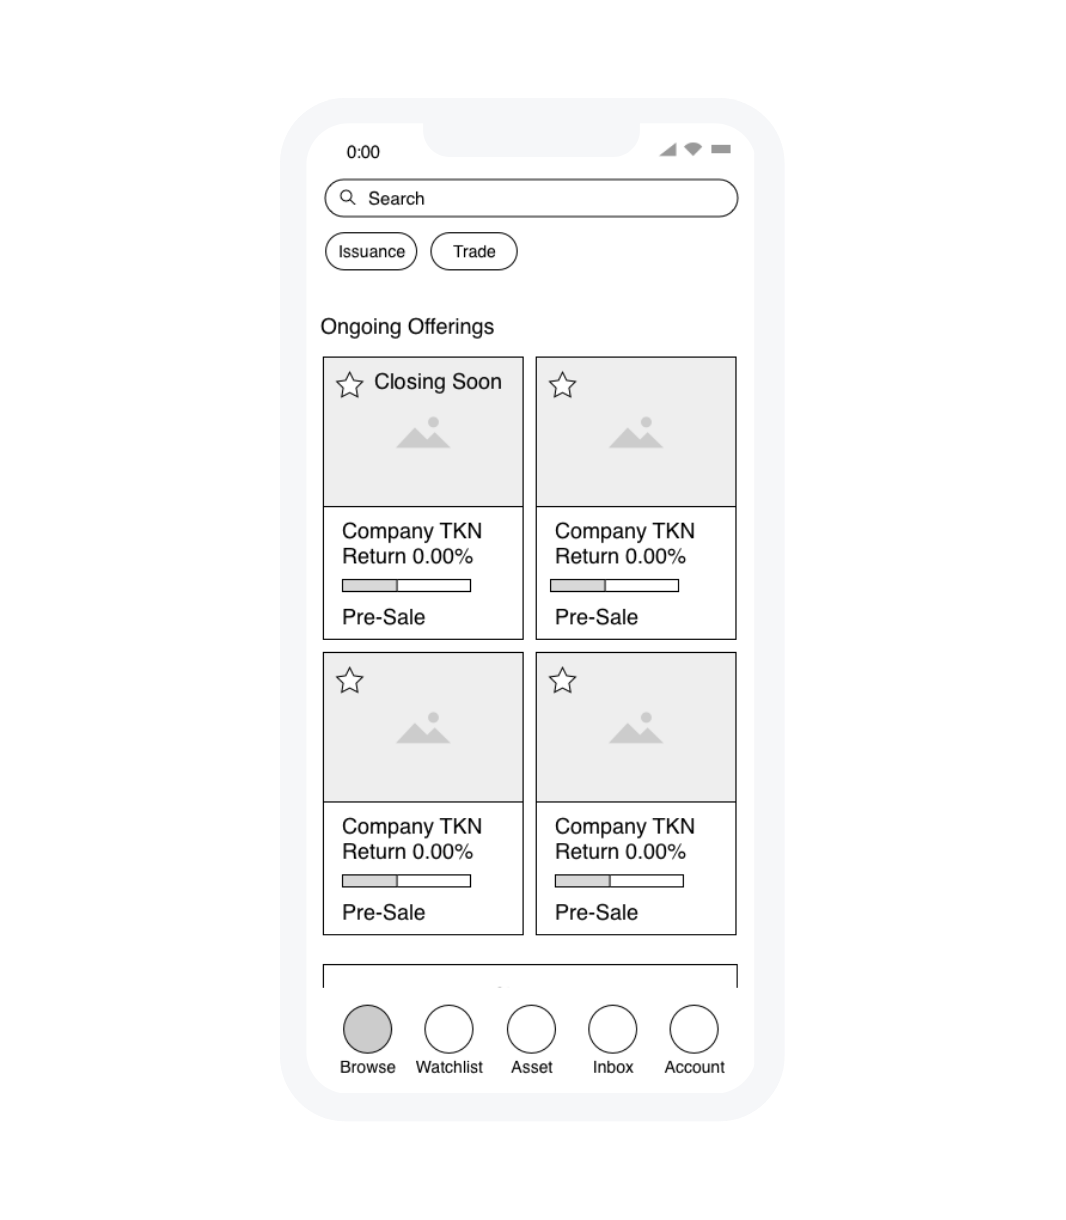 0:00
Search
Issuance
Trade
Ongoing Offerings
Closing Soon
Company TKN
Return 0.00%
Pre-Sale
Company TKN
Return 0.00%
Pre-Sale
Company TKN
Return 0.00%
Pre-Sale
Company TKN
Return 0.00%
Pre-Sale
Browse
Watchlist
Asset
Inbox
Account